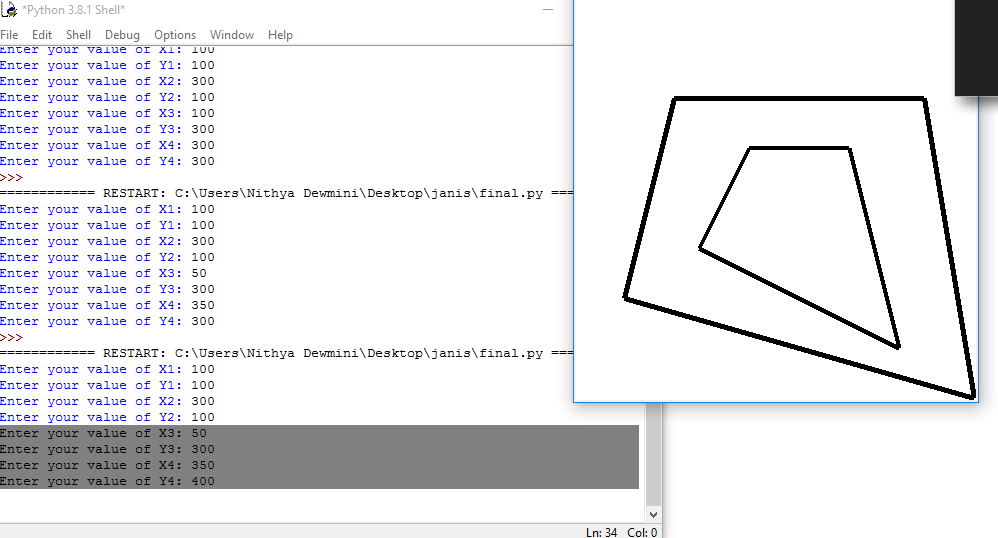 *Python 3.8.1 Shell*
File Edit Shell Debug Options Window Help
Enter your value of X1: 100
Enter your value of Y1: 100
Enter your value of X2: 300
Enter your value of Y2: 100
Enter your value of X3: 100
Enter your value of Y3: 300
Enter your value of X4: 300
Enter your value of Y4: 300
>>>
============ RESTART: C:\Users\Nithya Dewmini\Desktop\janis\final.py ===
Enter your value of X1: 100
Enter your value of Y1: 100
Enter your value of X2: 300
Enter your value of Y2: 100
Enter your value of X3: 50
Enter your value of Y3: 300
Enter your value of X4: 350
Enter your value of Y4: 300
>>>
============ RESTART: C:\Users\Nithya Dewmini\Desktop\janis\final.py ===
Enter your value of X1: 100
Enter your value of Y1: 100
Enter your value of X2: 300
Enter your value of Y2: 100
Enter your value of X3: 50
Enter your value of Y3: 300
Enter your value of X4: 350
Enter your value of Y4: 400
Ln: 34 Col: 0